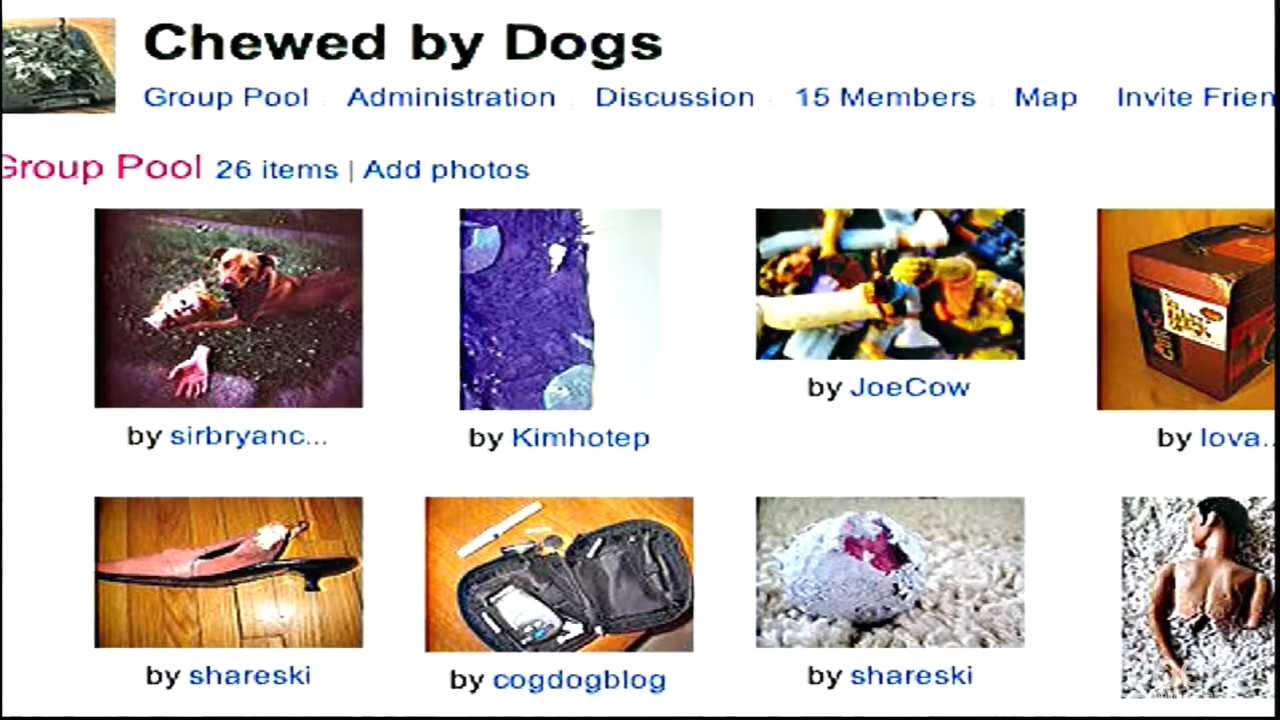 Chewed by Dogs
Group Pool Administration Discussion 15 Members Map Invite Frien
Group Pool 26 items | Add photos
by sirbryanc...
by Kimhotep
by JoeCow
by lova..
by shareski
by cogdogblog
by shareski